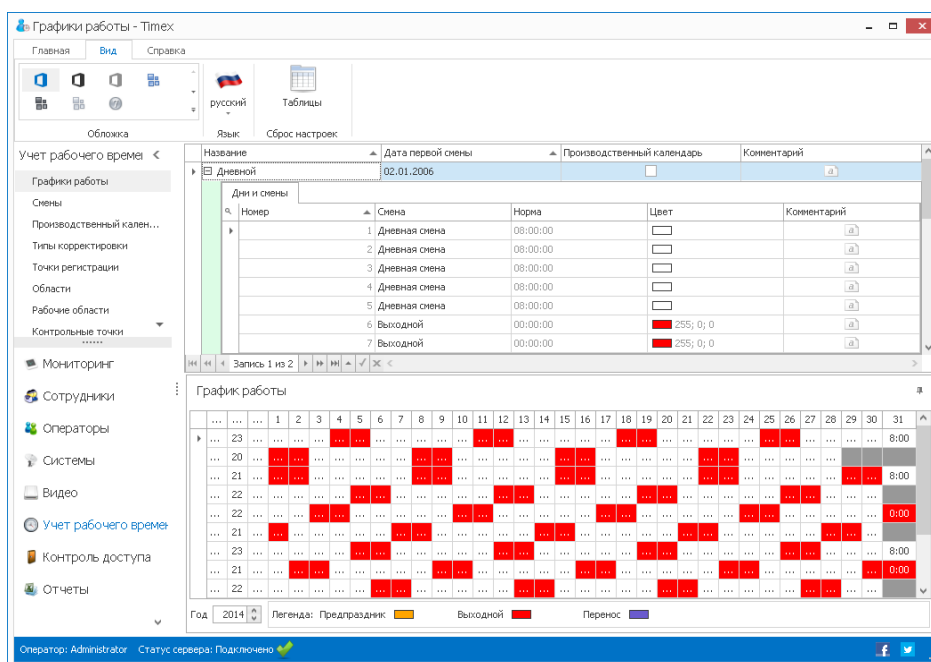 Графики работы - Timex
Главная Вид Справка
русский Таблицы
Обложка Язык Сброс настроек
Учет рабочего времен
Графики работы
Смены
Производственный кален...
Типы корректировки
Точки регистрации
Области
Рабочие области
Контрольные точки
Мониторинг
Сотрудники
Операторы
Системы
Видео
Учет рабочего времен
Контроль доступа
Отчеты
Название Дата первой смены Производственный календарь Комментарий
Дневной 02.01.2006 a
Дни и смены
Номер Смена Норма Цвет Комментарий
1 Дневная смена 08:00:00 a
2 Дневная смена 08:00:00 a
3 Дневная смена 08:00:00 a
4 Дневная смена 08:00:00 a
5 Дневная смена 08:00:00 a
6 Выходной 00:00:00 255; 0; 0 a
7 Выходной 00:00:00 255; 0; 0 a
Запись 1 из 2
График работы
... ... ... 1 2 3 4 5 6 7 8 9 10 11 12 13 14 15 16 17 18 19 20 21 22 23 24 25 26 27 28 29 30 31
... 23 ... ... ... ... ... ... ... ... ... ... ... ... ... ... ... ... ... ... ... ... ... ... ... ... ... ... ... ... ... ... ... ... 8:00
... 20 ... ... ... ... ... ... ... ... ... ... ... ... ... ... ... ... ... ... ... ... ... ... ... ... ... ... ... ... ... ...
... 21 ... ... ... ... ... ... ... ... ... ... ... ... ... ... ... ... ... ... ... ... ... ... ... ... ... ... ... ... ... ... ... ... 8:00
... 22 ... ... ... ... ... ... ... ... ... ... ... ... ... ... ... ... ... ... ... ... ... ... ... ... ... ... ... ... ... ... ... ...
... 22 ... ... ... ... ... ... ... ... ... ... ... ... ... ... ... ... ... ... ... ... ... ... ... ... ... ... ... ... ... ... ... ... 0:00
... 21 ... ... ... ... ... ... ... ... ... ... ... ... ... ... ... ... ... ... ... ... ... ... ... ... ... ... ... ... ... ... ... ...
... 23 ... ... ... ... ... ... ... ... ... ... ... ... ... ... ... ... ... ... ... ... ... ... ... ... ... ... ... ... ... ... ... ... 8:00
... 21 ... ... ... ... ... ... ... ... ... ... ... ... ... ... ... ... ... ... ... ... ... ... ... ... ... ... ... ... ... ... ... ... 0:00
... 22 ... ... ... ... ... ... ... ... ... ... ... ... ... ... ... ... ... ... ... ... ... ... ... ... ... ... ... ... ... ... ... ...
Год 2014 Легенда: Предпраздник Выходной Перенос
Оператор: Administrator Статус сервера: Подключено